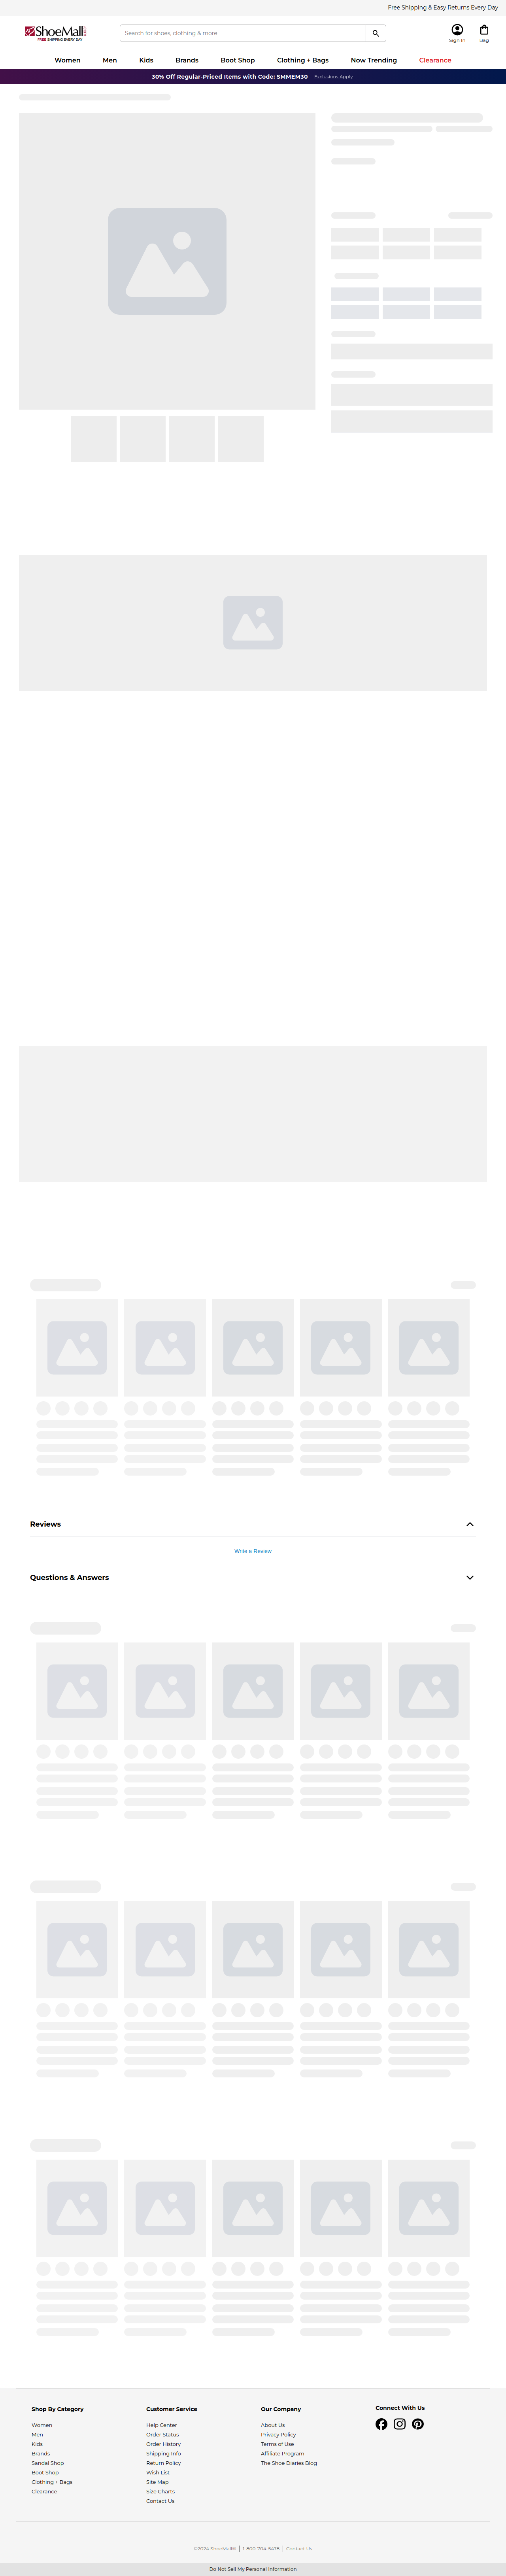 Free Shipping & Easy Returns Every Day
ShoeMall
FREE SHIPPING EVERY DAY
Search for shoes, clothing & more
Sign In
Bag
Women Men Kids Brands Boot Shop Clothing + Bags Now Trending Clearance
30% Off Regular-Priced Items with Code: SMMEM30 Exclusions Apply
Reviews
Write a Review
Questions & Answers
Shop By Category
Women
Men
Kids
Brands
Sandal Shop
Boot Shop
Clothing + Bags
Clearance
Customer Service
Help Center
Order Status
Order History
Shipping Info
Return Policy
Wish List
Site Map
Size Charts
Contact Us
Our Company
About Us
Privacy Policy
Terms of Use
Affiliate Program
The Shoe Diaries Blog
Connect With Us
©2024 ShoeMall® | 1-800-704-5478 | Contact Us
Do Not Sell My Personal Information